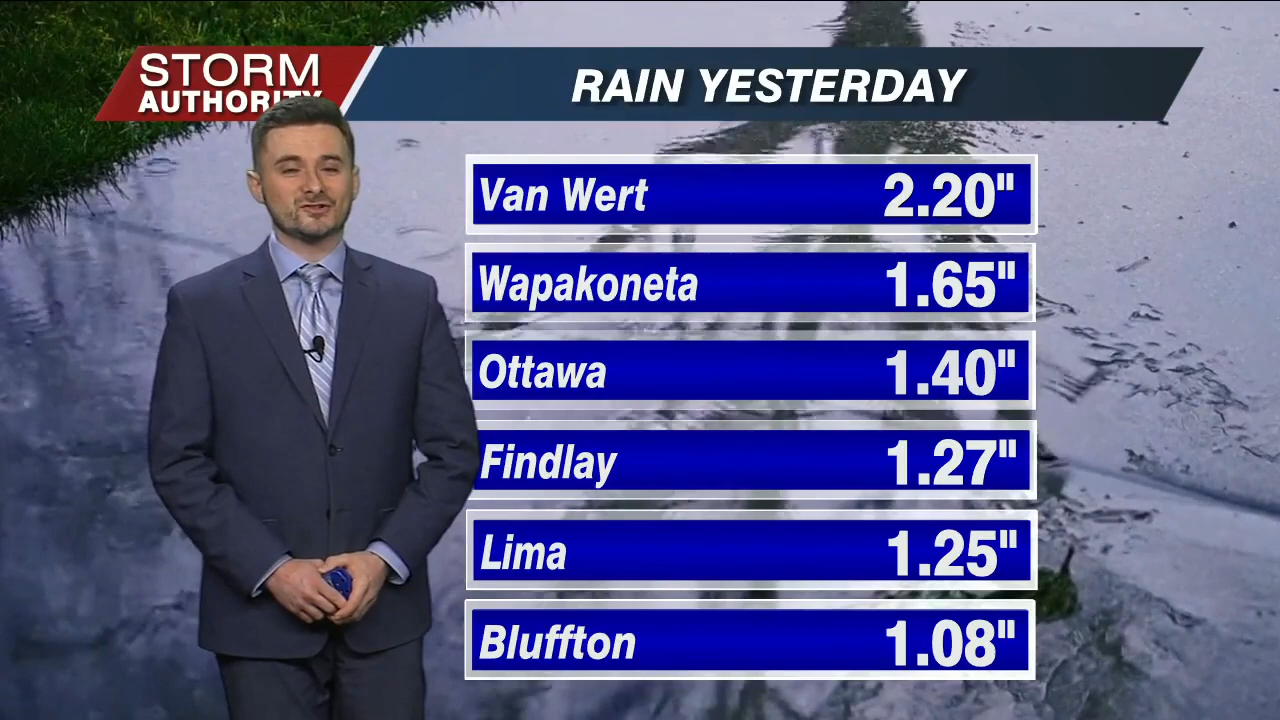 STORM
AUTHORITY
RAIN YESTERDAY
Van Wert 2.20"
Wapakoneta 1.65"
Ottawa 1.40"
Findlay 1.27"
Lima 1.25"
Bluffton 1.08"